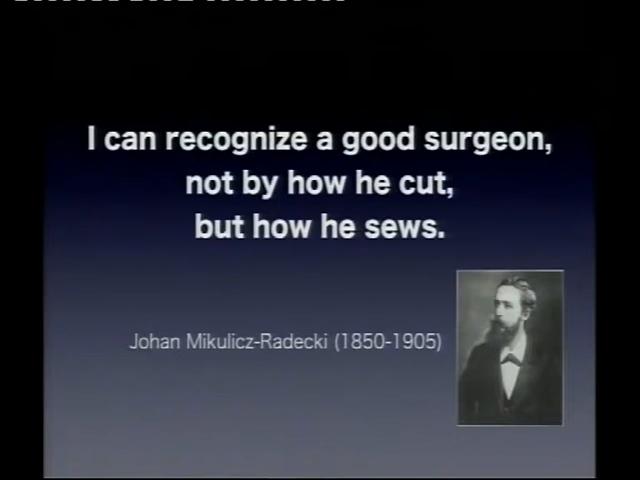 I can recognize a good surgeon,
not by how he cut,
but how he sews.
Johan Mikulicz-Radecki (1850-1905)